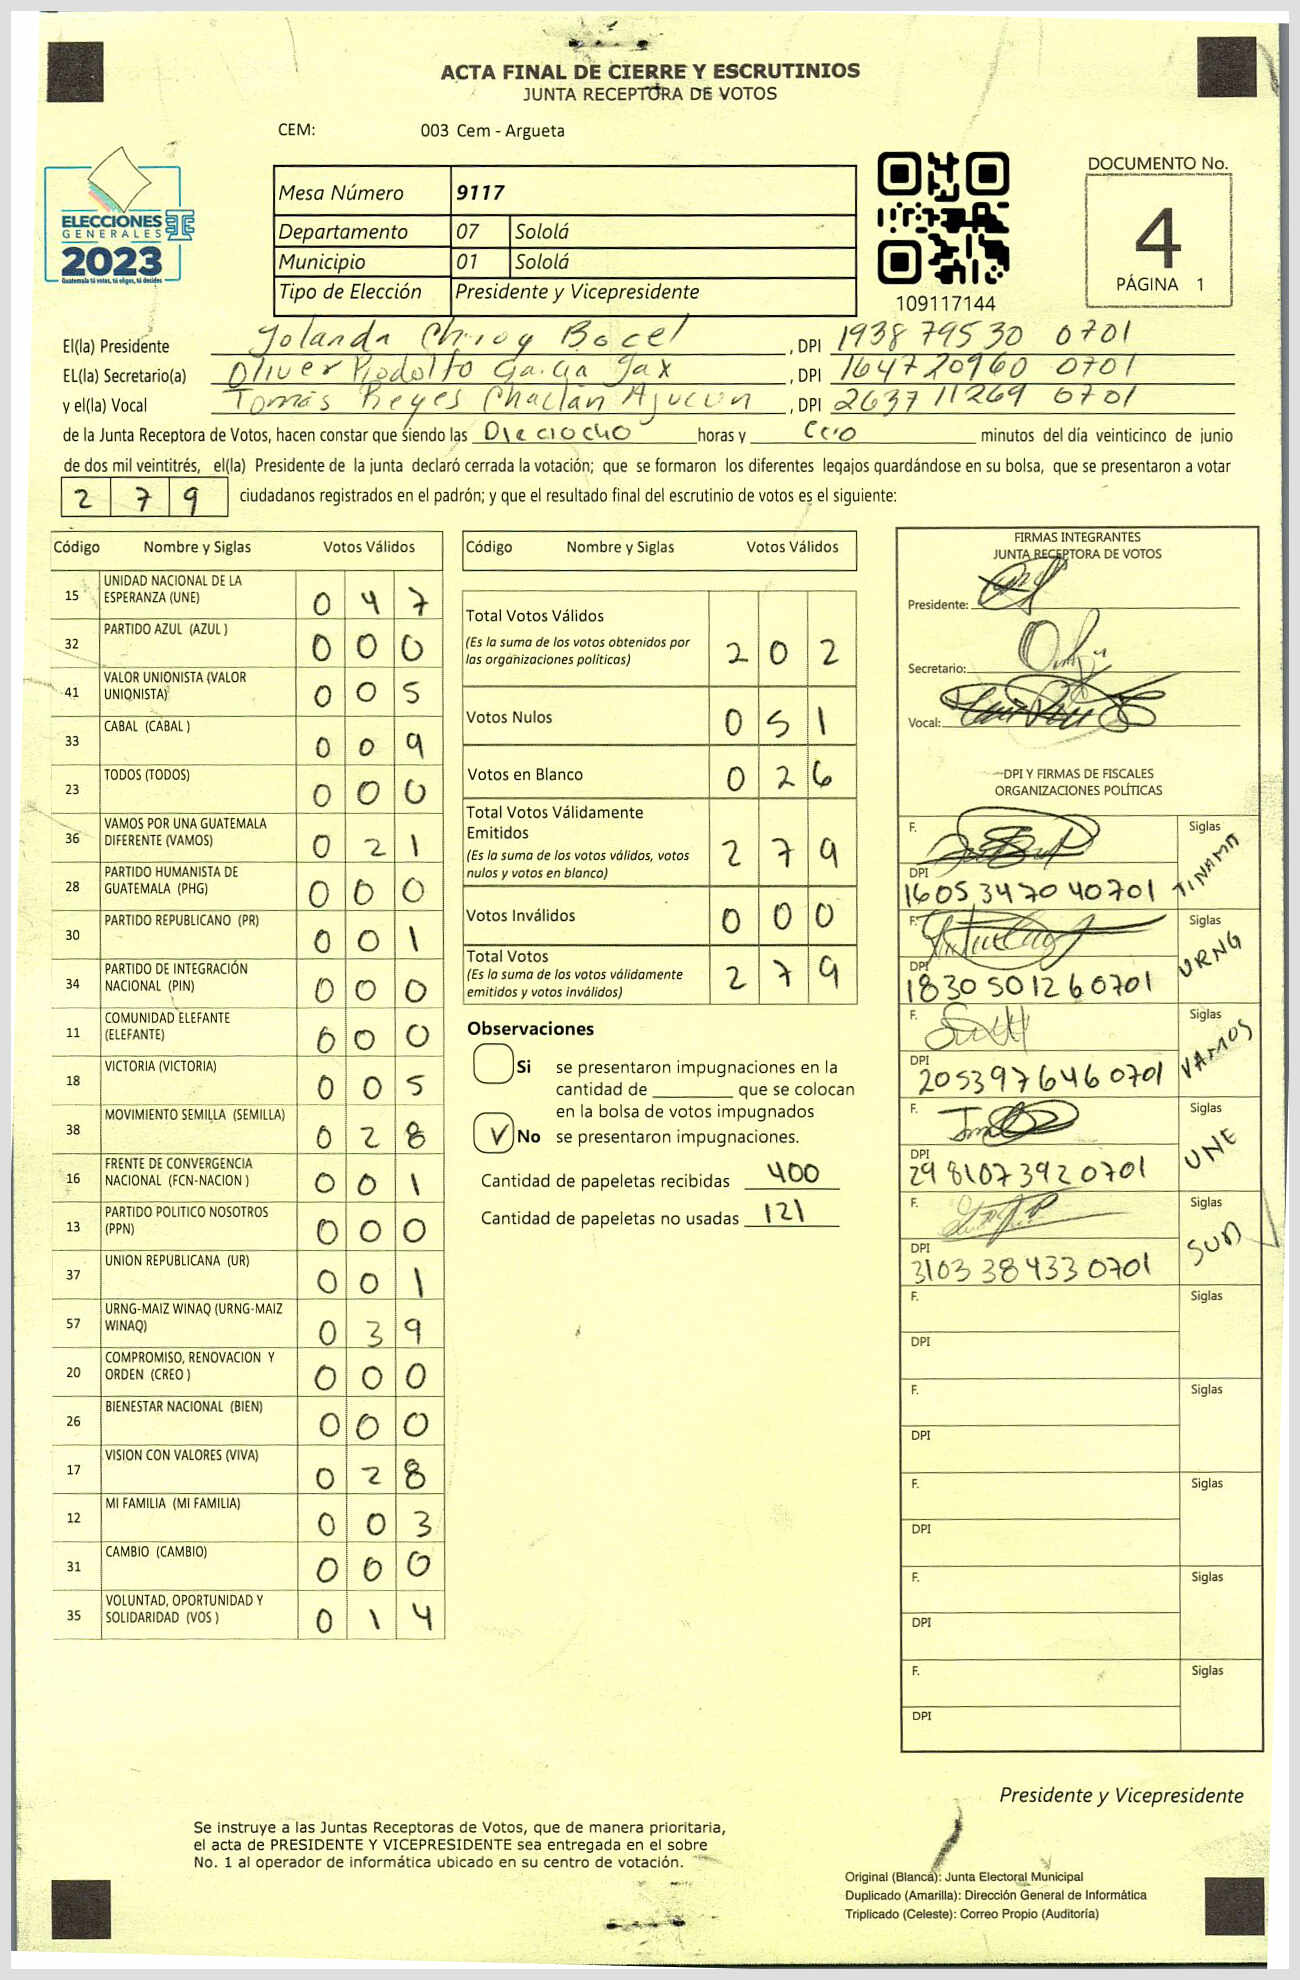 ACTA FINAL DE CIERRE Y ESCRUTINIOS
JUNTA RECEPTORA DE VOTOS
CEM: 003 Cem - Argueta
ELECCIONES
GENERALES
2023
Guatemala tú votas, tú eliges, tú decides
Mesa Número 9117
Departamento 07 Sololá
Municipio 01 Sololá
Tipo de Elección Presidente y Vicepresidente
109117144
DOCUMENTO No.
4
PÁGINA 1
El(la) Presidente Yolanda Chiroy Bocel , DPI 1938 79530 0701
EL(la) Secretario(a) Oliver Rodolfo Garcia Jax , DPI 164720960 0701
y el(la) Vocal Tomás Reyes Chaclán Ajucum , DPI 2637 11269 0701
de la Junta Receptora de Votos, hacen constar que siendo las Dieciocho horas y Cero minutos del día veinticinco de junio
de dos mil veintitrés, el(la) Presidente de la junta declaró cerrada la votación; que se formaron los diferentes legajos guardándose en su bolsa, que se presentaron a votar
2 7 9 ciudadanos registrados en el padrón; y que el resultado final del escrutinio de votos es el siguiente:
Código Nombre y Siglas Votos Válidos
15 UNIDAD NACIONAL DE LA
ESPERANZA (UNE) 0 4 7
32 PARTIDO AZUL (AZUL ) 0 0 0
41 VALOR UNIONISTA (VALOR
UNIONISTA) 0 0 5
33 CABAL (CABAL ) 0 0 9
23 TODOS (TODOS) 0 0 0
36 VAMOS POR UNA GUATEMALA
DIFERENTE (VAMOS) 0 2 1
28 PARTIDO HUMANISTA DE
GUATEMALA (PHG) 0 0 0
30 PARTIDO REPUBLICANO (PR) 0 0 1
34 PARTIDO DE INTEGRACIÓN
NACIONAL (PIN) 0 0 0
11 COMUNIDAD ELEFANTE
(ELEFANTE) 0 0 0
18 VICTORIA (VICTORIA) 0 0 5
38 MOVIMIENTO SEMILLA (SEMILLA) 0 2 8
16 FRENTE DE CONVERGENCIA
NACIONAL (FCN-NACION ) 0 0 1
13 PARTIDO POLITICO NOSOTROS
(PPN) 0 0 0
37 UNION REPUBLICANA (UR) 0 0 1
57 URNG-MAIZ WINAQ (URNG-MAIZ
WINAQ) 0 3 9
20 COMPROMISO, RENOVACION Y
ORDEN (CREO ) 0 0 0
26 BIENESTAR NACIONAL (BIEN) 0 0 0
17 VISION CON VALORES (VIVA) 0 2 8
12 MI FAMILIA (MI FAMILIA) 0 0 3
31 CAMBIO (CAMBIO) 0 0 0
35 VOLUNTAD, OPORTUNIDAD Y
SOLIDARIDAD (VOS ) 0 1 4
Código Nombre y Siglas Votos Válidos
Total Votos Válidos
(Es la suma de los votos obtenidos por
las organizaciones políticas) 2 0 2
Votos Nulos 0 5 1
Votos en Blanco 0 2 6
Total Votos Válidamente
Emitidos
(Es la suma de los votos válidos, votos
nulos y votos en blanco) 2 7 9
Votos Inválidos 0 0 0
Total Votos
(Es la suma de los votos válidamente
emitidos y votos inválidos) 2 7 9
Observaciones
Si se presentaron impugnaciones en la
cantidad de ________ que se colocan
en la bolsa de votos impugnados
No se presentaron impugnaciones.
Cantidad de papeletas recibidas 400
Cantidad de papeletas no usadas 121
FIRMAS INTEGRANTES
JUNTA RECEPTORA DE VOTOS
Presidente:
Secretario:
Vocal:
DPI Y FIRMAS DE FISCALES
ORGANIZACIONES POLÍTICAS
F. Siglas
DPI
1605 3470 40701
F. Siglas URNG
DPI
1830 50126 0701
F. Siglas VAMOS
DPI
2053976460701
F. Siglas UNE
DPI
2981073920701
F. Siglas
DPI
3103 38433 0701
F. Siglas
DPI
F. Siglas
DPI
F. Siglas
DPI
F. Siglas
DPI
F. Siglas
DPI
Presidente y Vicepresidente
Se instruye a las Juntas Receptoras de Votos, que de manera prioritaria,
el acta de PRESIDENTE Y VICEPRESIDENTE sea entregada en el sobre
No. 1 al operador de informática ubicado en su centro de votación.
Original (Blanca): Junta Electoral Municipal
Duplicado (Amarilla): Dirección General de Informática
Triplicado (Celeste): Correo Propio (Auditoría)